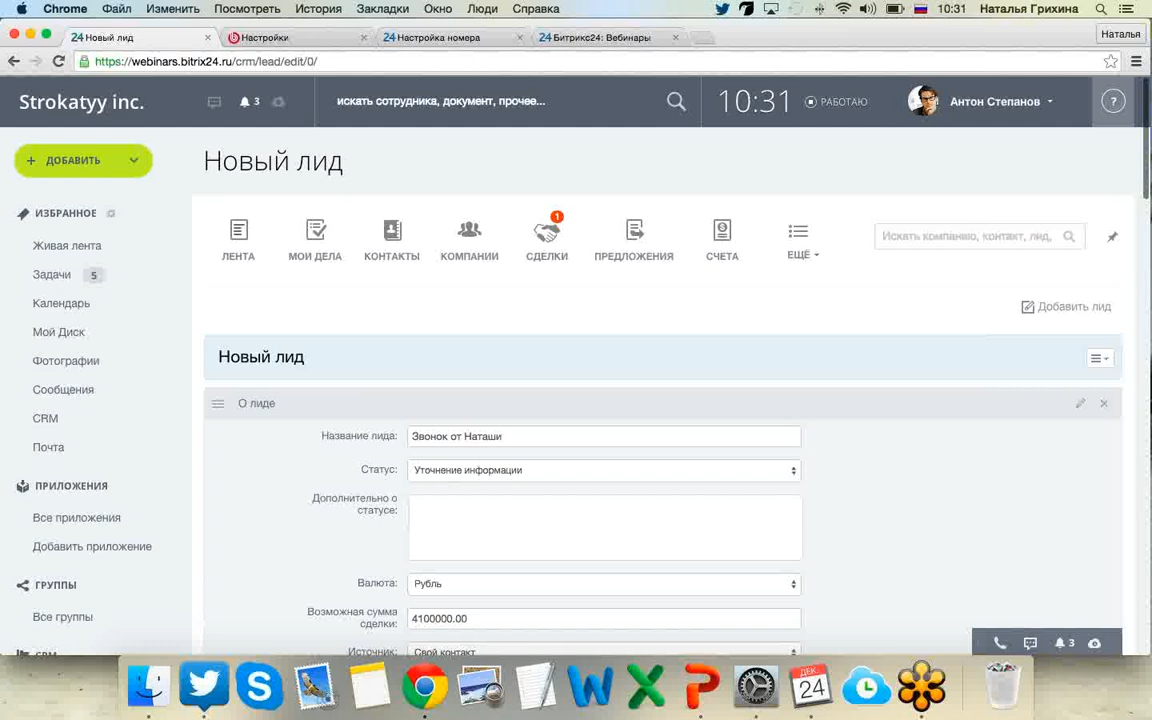 Chrome Файл Изменить Посмотреть История Закладки Окно Люди Справка 10:31 Наталья Грихина
24 Новый лид × Настройки × 24 Настройка номера × 24 Битрикс24: Вебинары × Наталья
https://webinars.bitrix24.ru/crm/lead/edit/0/
Strokatyy inc. 3 искать сотрудника, документ, прочее... 10:31 РАБОТАЮ Антон Степанов ?
+ ДОБАВИТЬ
Новый лид
ИЗБРАННОЕ
Живая лента
Задачи 5
Календарь
Мой Диск
Фотографии
Сообщения
CRM
Почта
ПРИЛОЖЕНИЯ
Все приложения
Добавить приложение
ГРУППЫ
Все группы
CRM
1
ЛЕНТА МОИ ДЕЛА КОНТАКТЫ КОМПАНИИ СДЕЛКИ ПРЕДЛОЖЕНИЯ СЧЕТА ЕЩЁ
Искать компанию, контакт, лид,
Добавить лид
Новый лид
О лиде
Название лида: Звонок от Наташи
Статус: Уточнение информации
Дополнительно о
статусе:
Валюта: Рубль
Возможная сумма
сделки: 4100000.00
Источник: Свой контакт
3
ДЕК
24